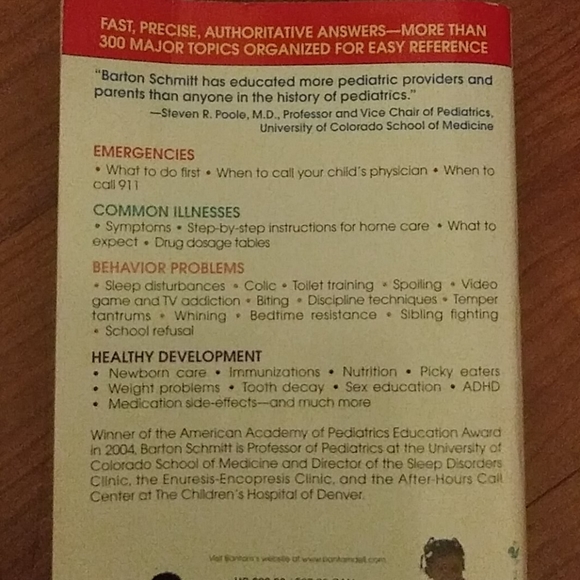 FAST, PRECISE, AUTHORITATIVE ANSWERS—MORE THAN
300 MAJOR TOPICS ORGANIZED FOR EASY REFERENCE
"Barton Schmitt has educated more pediatric providers and
parents than anyone in the history of pediatrics."
—Steven R. Poole, M.D., Professor and Vice Chair of Pediatrics,
University of Colorado School of Medicine
EMERGENCIES
• What to do first • When to call your child's physician • When to
call 911
COMMON ILLNESSES
• Symptoms • Step-by-step instructions for home care • What to
expect • Drug dosage tables
BEHAVIOR PROBLEMS
• Sleep disturbances • Colic • Toilet training • Spoiling • Video
game and TV addiction • Biting • Discipline techniques • Temper
tantrums • Whining • Bedtime resistance • Sibling fighting
• School refusal
HEALTHY DEVELOPMENT
• Newborn care • Immunizations • Nutrition • Picky eaters
• Weight problems • Tooth decay • Sex education • ADHD
• Medication side-effects—and much more
Winner of the American Academy of Pediatrics Education Award
in 2004, Barton Schmitt is Professor of Pediatrics at the University of
Colorado School of Medicine and Director of the Sleep Disorders
Clinic, the Enuresis-Encopresis Clinic, and the After-Hours Call
Center at The Children's Hospital of Denver.
Visit Bantam's website at www.bantamdell.com